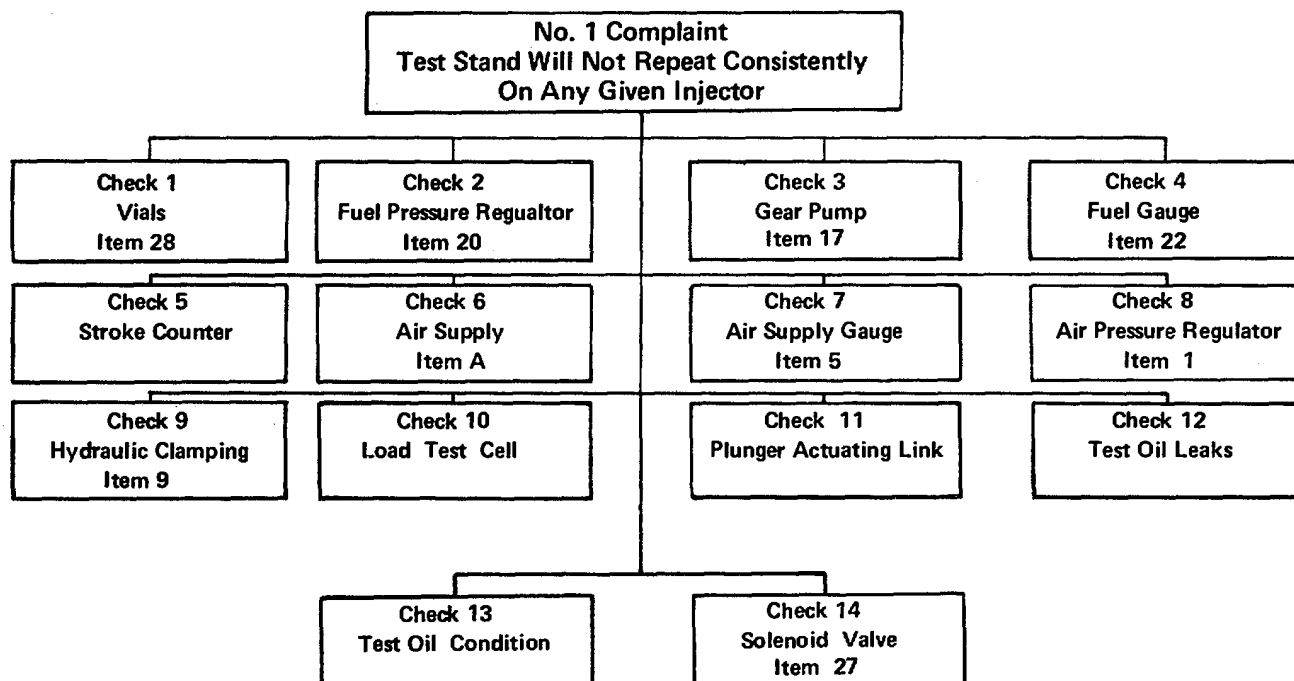 No. 1 Complaint
Test Stand Will Not Repeat Consistently
On Any Given Injector
Check 1
Vials
Item 28
Check 2
Fuel Pressure Regualtor
Item 20
Check 3
Gear Pump
Item 17
Check 4
Fuel Gauge
Item 22
Check 5
Stroke Counter
Check 6
Air Supply
Item A
Check 7
Air Supply Gauge
Item 5
Check 8
Air Pressure Regulator
Item 1
Check 9
Hydraulic Clamping
Item 9
Check 10
Load Test Cell
Check 11
Plunger Actuating Link
Check 12
Test Oil Leaks
Check 13
Test Oil Condition
Check 14
Solenoid Valve
Item 27